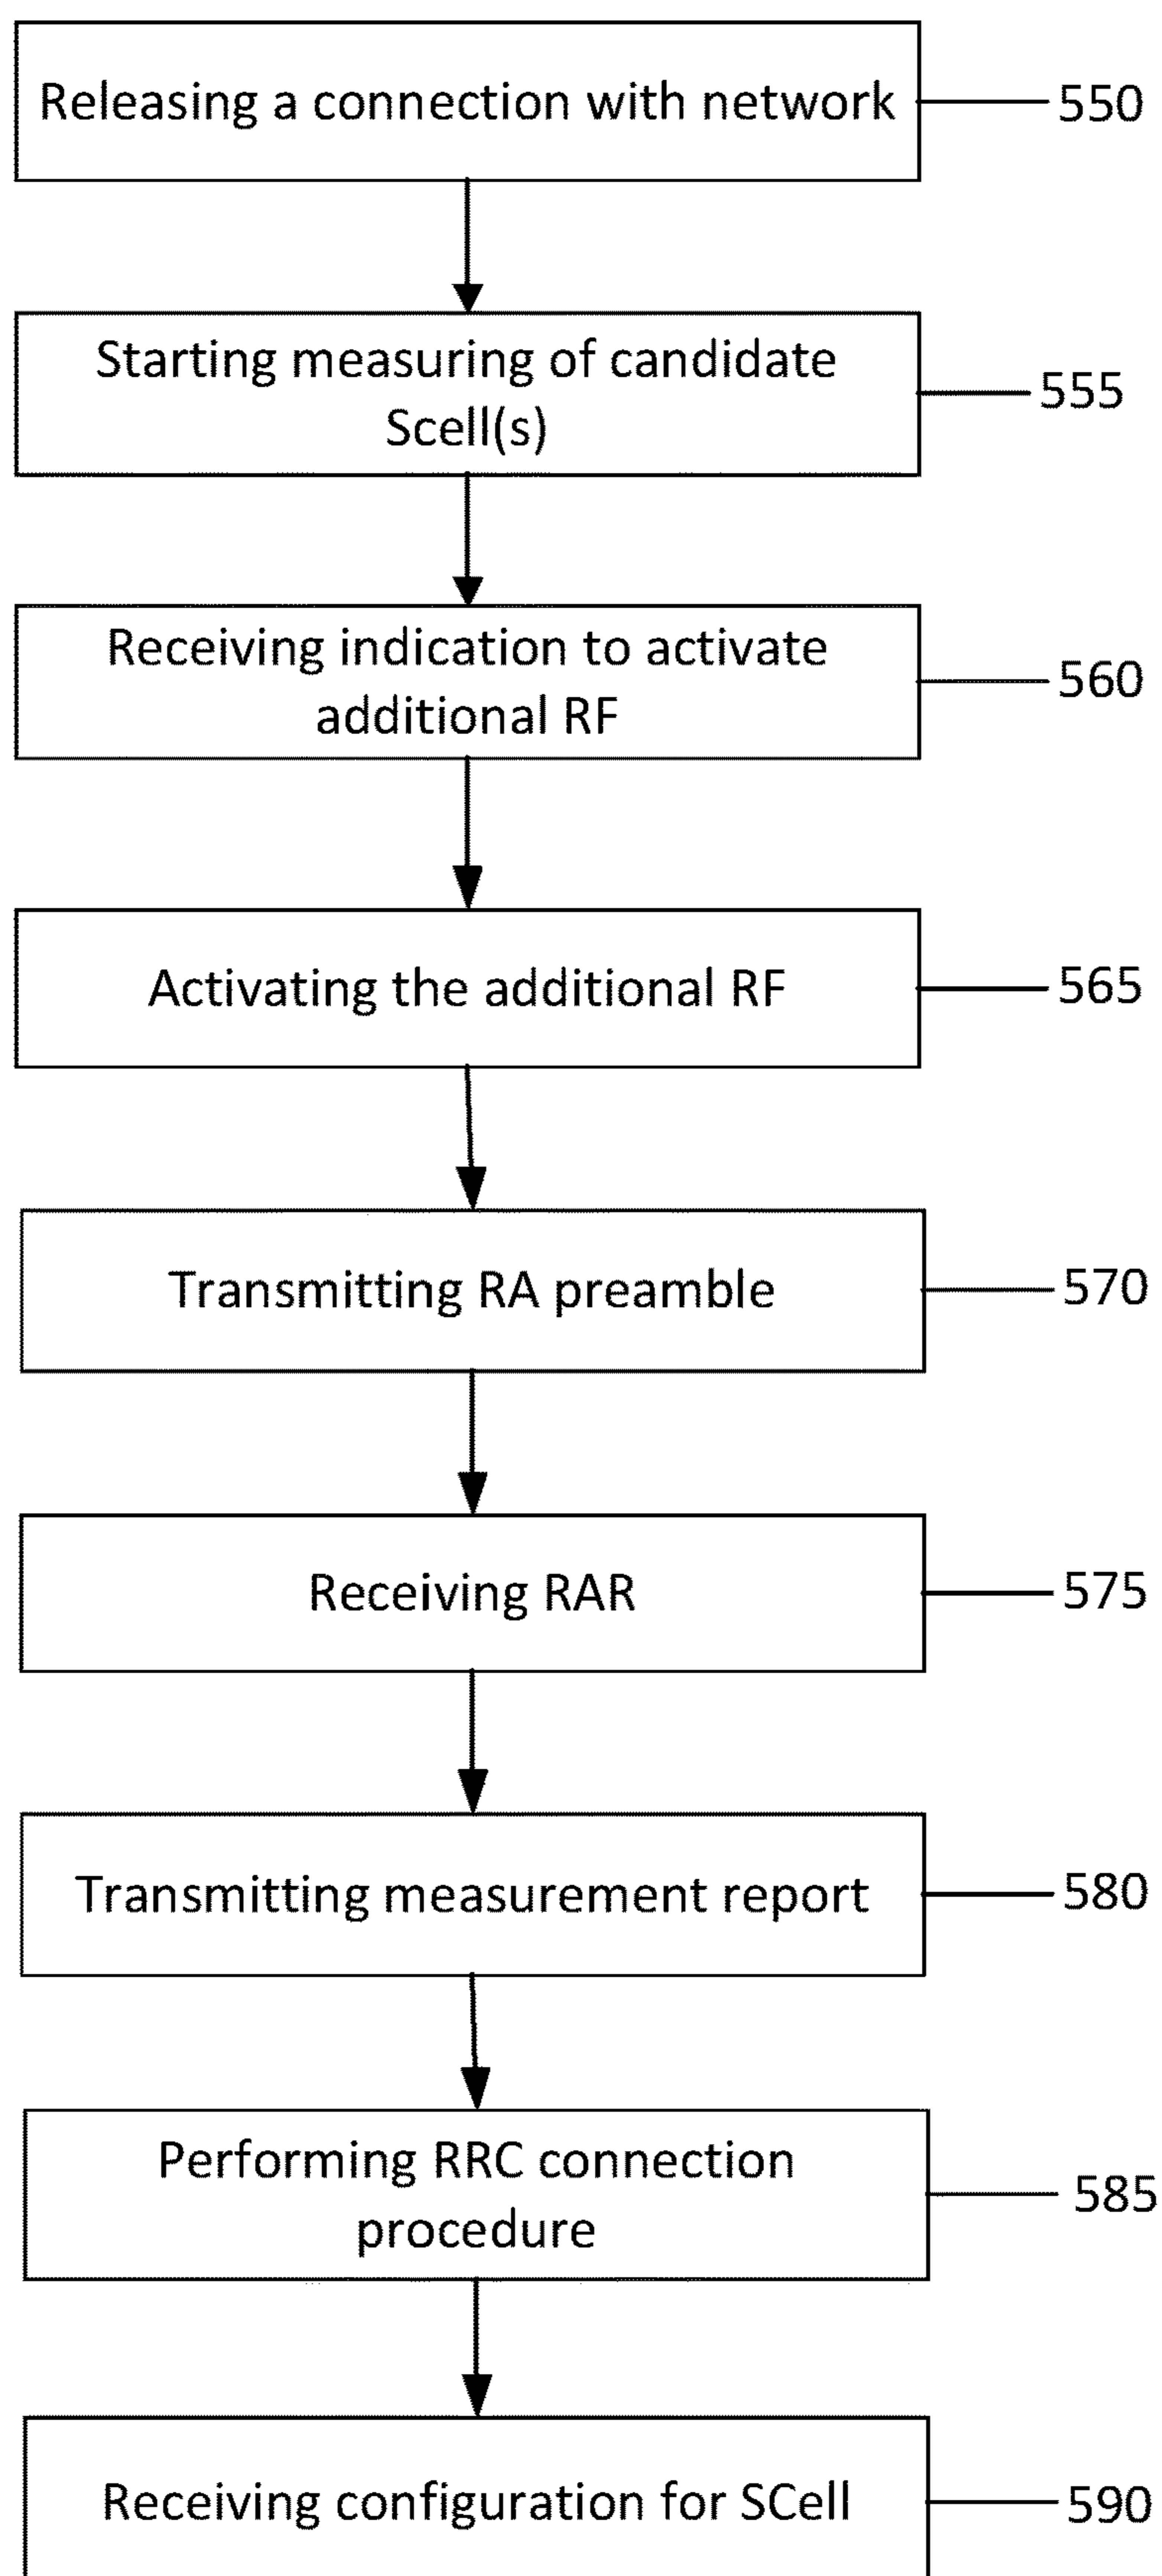 Releasing a connection with network
550
Starting measuring of candidate
Scell(s)
555
Receiving indication to activate
additional RF
560
Activating the additional RF
565
Transmitting RA preamble
570
Receiving RAR
575
Transmitting measurement report
580
Performing RRC connection
procedure
585
Receiving configuration for SCell
590